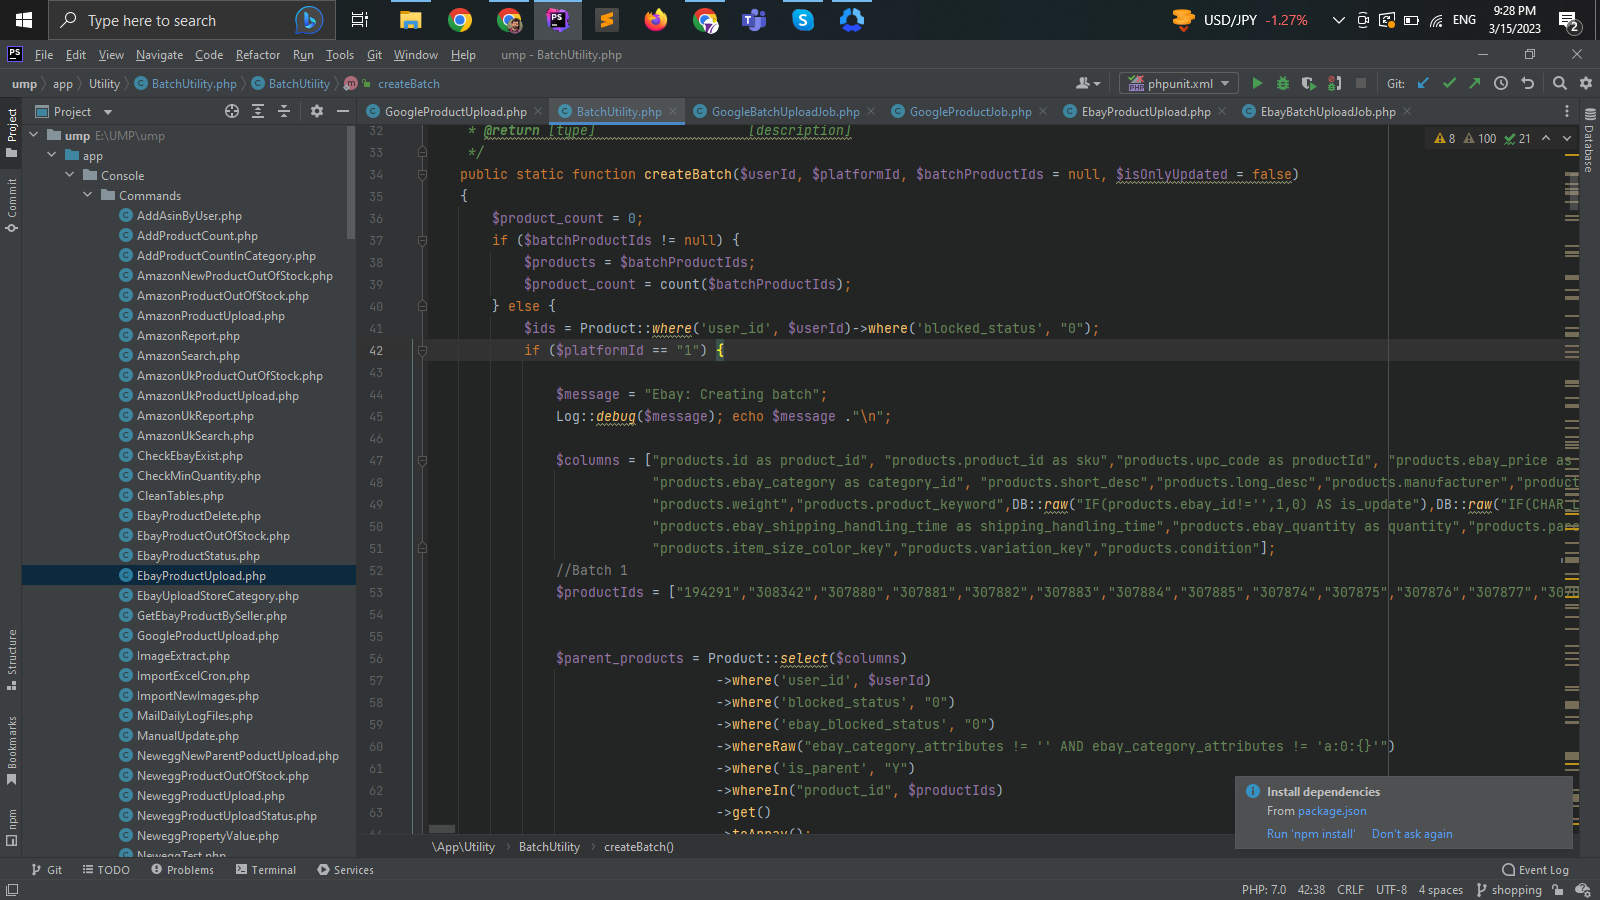 Type here to search
USD/JPY -1.27%
ENG
9:28 PM
3/15/2023
2
PS File Edit View Navigate Code Refactor Run Tools Git Window Help ump - BatchUtility.php
ump app Utility BatchUtility.php BatchUtility createBatch
phpunit.xml Git:
Project
GoogleProductUpload.php BatchUtility.php GoogleBatchUploadJob.php GoogleProductJob.php EbayProductUpload.php EbayBatchUploadJob.php
8 100 21
Project
Commit
Structure
Bookmarks
npm
Database
ump E:\UMP\ump
app
Console
Commands
AddAsinByUser.php
AddProductCount.php
AddProductCountInCategory.php
AmazonNewProductOutOfStock.php
AmazonProductOutOfStock.php
AmazonProductUpload.php
AmazonReport.php
AmazonSearch.php
AmazonUkProductOutOfStock.php
AmazonUkProductUpload.php
AmazonUkReport.php
AmazonUkSearch.php
CheckEbayExist.php
CheckMinQuantity.php
CleanTables.php
EbayProductDelete.php
EbayProductOutOfStock.php
EbayProductStatus.php
EbayProductUpload.php
EbayUploadStoreCategory.php
GetEbayProductBySeller.php
GoogleProductUpload.php
ImageExtract.php
ImportExcelCron.php
ImportNewImages.php
MailDailyLogFiles.php
ManualUpdate.php
NeweggNewParentPoductUpload.php
NeweggProductOutOfStock.php
NeweggProductUpload.php
NeweggProductUploadStatus.php
NeweggPropertyValue.php
NeweggTest.php
32 * @return [type] [description]
33 */
34 public static function createBatch($userId, $platformId, $batchProductIds = null, $isOnlyUpdated = false)
35 {
36 $product_count = 0;
37 if ($batchProductIds != null) {
38 $products = $batchProductIds;
39 $product_count = count($batchProductIds);
40 } else {
41 $ids = Product::where('user_id', $userId)->where('blocked_status', "0");
42 if ($platformId == "1") {
43
44 $message = "Ebay: Creating batch";
45 Log::debug($message); echo $message ."\n";
46
47 $columns = ["products.id as product_id", "products.product_id as sku","products.upc_code as productId", "products.ebay_price as
48 "products.ebay_category as category_id", "products.short_desc","products.long_desc","products.manufacturer","product
49 "products.weight","products.product_keyword",DB::raw("IF(products.ebay_id!='',1,0) AS is_update"),DB::raw("IF(CHAR_L
50 "products.ebay_shipping_handling_time as shipping_handling_time","products.ebay_quantity as quantity","products.par
51 "products.item_size_color_key","products.variation_key","products.condition"];
52 //Batch 1
53 $productIds = ["194291","308342","307880","307881","307882","307883","307884","307885","307874","307875","307876","307877","3078
54
55
56 $parent_products = Product::select($columns)
57 ->where('user_id', $userId)
58 ->where('blocked_status', "0")
59 ->where('ebay_blocked_status', "0")
60 ->whereRaw("ebay_category_attributes != '' AND ebay_category_attributes != 'a:0:{}'")
61 ->where('is_parent', "Y")
62 ->whereIn("product_id", $productIds)
63 ->get()
64 ->toArray();
Install dependencies
From package.json
Run 'npm install' Don't ask again
\App\Utility BatchUtility createBatch()
Git TODO Problems Terminal Services Event Log
PHP: 7.0 42:38 CRLF UTF-8 4 spaces shopping